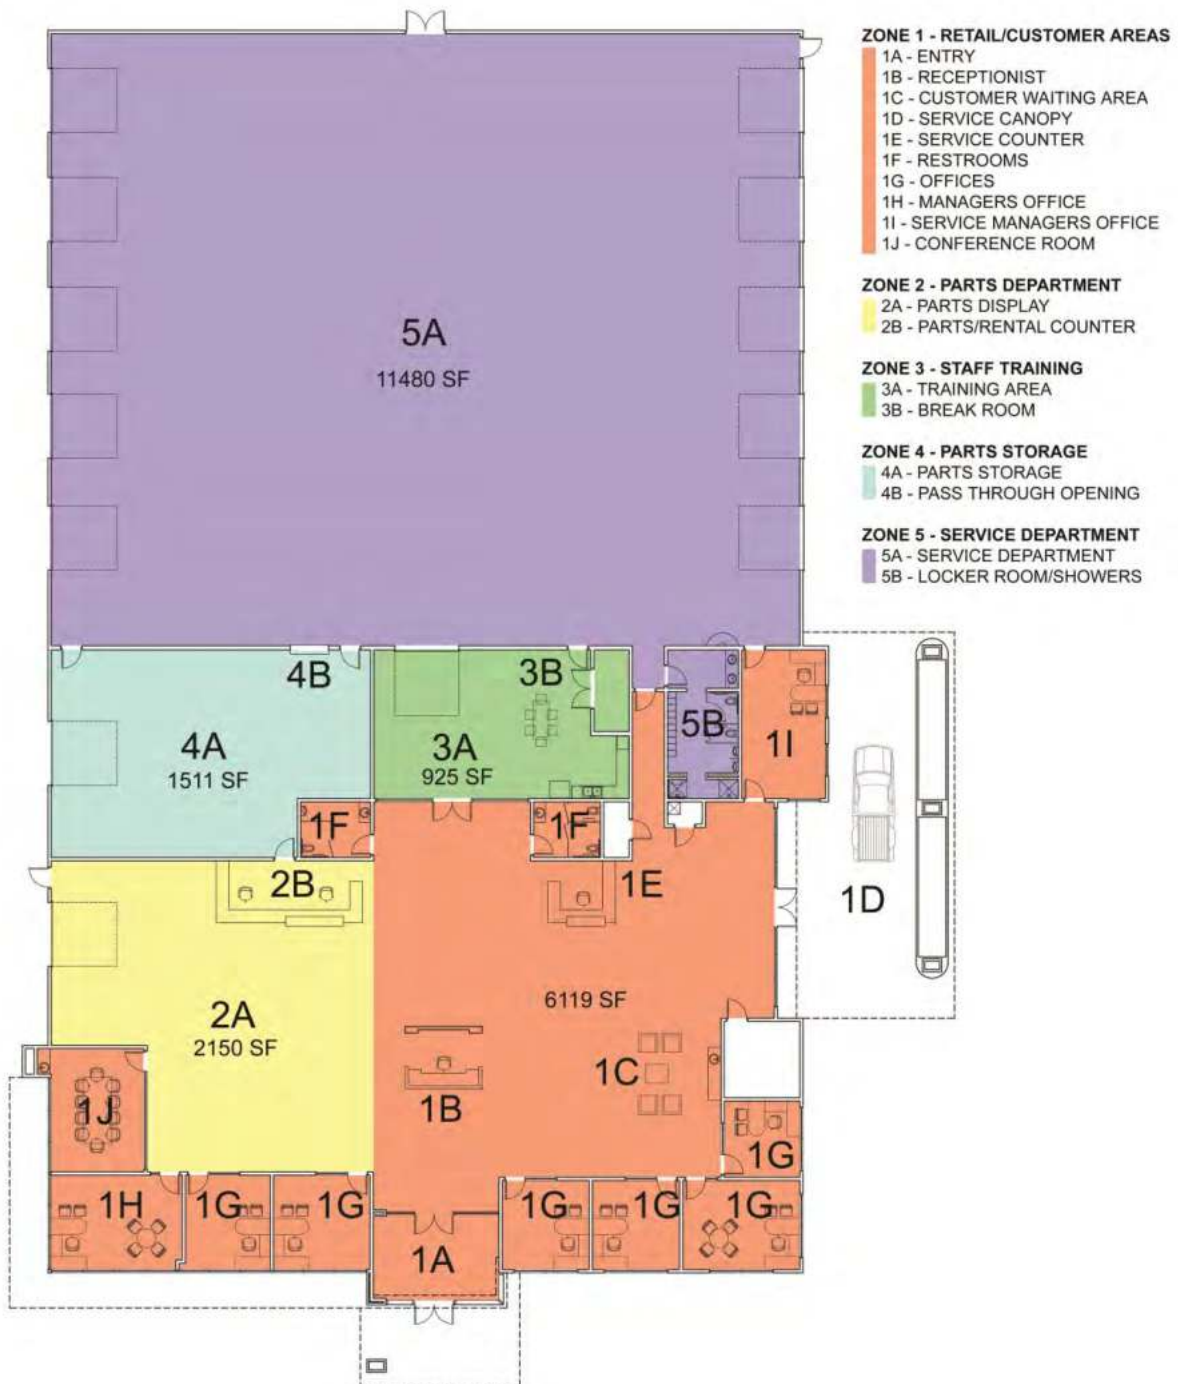 ZONE 1 - RETAIL/CUSTOMER AREAS
1A - ENTRY
1B - RECEPTIONIST
1C - CUSTOMER WAITING AREA
1D - SERVICE CANOPY
1E - SERVICE COUNTER
1F - RESTROOMS
1G - OFFICES
1H - MANAGERS OFFICE
1I - SERVICE MANAGERS OFFICE
1J - CONFERENCE ROOM
ZONE 2 - PARTS DEPARTMENT
2A - PARTS DISPLAY
2B - PARTS/RENTAL COUNTER
ZONE 3 - STAFF TRAINING
3A - TRAINING AREA
3B - BREAK ROOM
ZONE 4 - PARTS STORAGE
4A - PARTS STORAGE
4B - PASS THROUGH OPENING
ZONE 5 - SERVICE DEPARTMENT
5A - SERVICE DEPARTMENT
5B - LOCKER ROOM/SHOWERS
5A
11480 SF
4B
3B
5B
4A
1511 SF
3A
925 SF
1I
1F
1F
2B
1E
1D
6119 SF
2A
2150 SF
1C
1B
1J
1G
1H
1G
1G
1G
1G
1G
1A